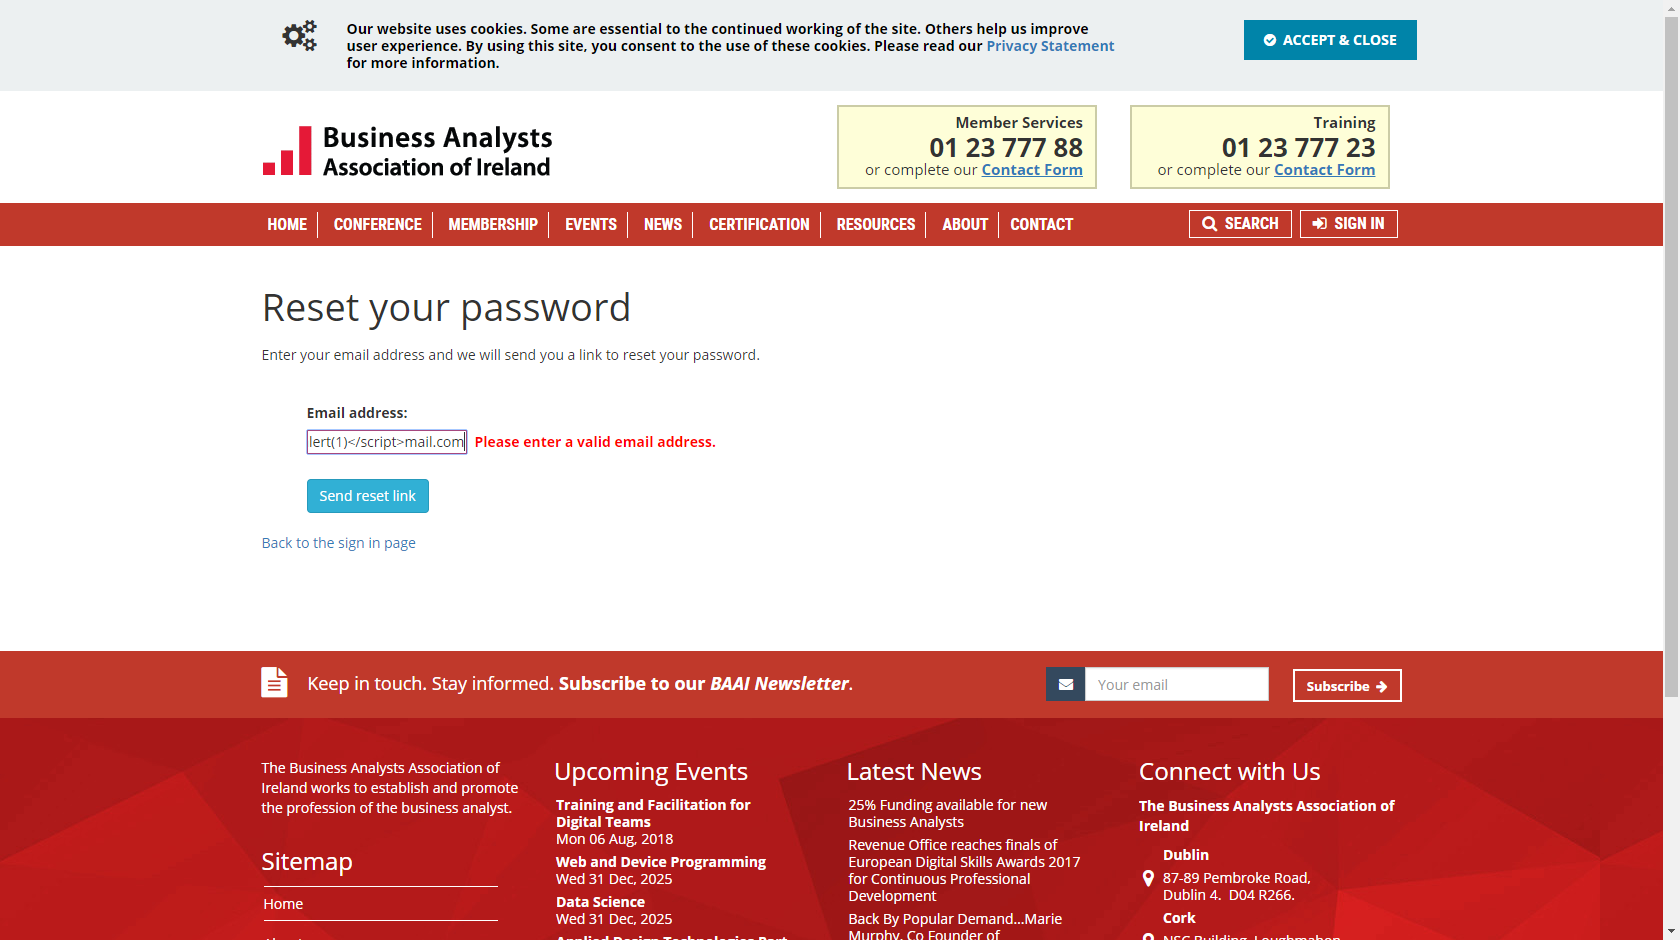 Our website uses cookies. Some are essential to the continued working of the site. Others help us improve
user experience. By using this site, you consent to the use of these cookies. Please read our Privacy Statement
for more information.
ACCEPT & CLOSE
Business Analysts
Association of Ireland
Member Services
01 23 777 88
or complete our Contact Form
Training
01 23 777 23
or complete our Contact Form
HOME
CONFERENCE
MEMBERSHIP
EVENTS
NEWS
CERTIFICATION
RESOURCES
ABOUT
CONTACT
SEARCH
SIGN IN
Reset your password
Enter your email address and we will send you a link to reset your password.
Email address:
lert(1)</script>mail.com
Please enter a valid email address.
Send reset link
Back to the sign in page
Keep in touch. Stay informed. Subscribe to our BAAI Newsletter.
Your email
Subscribe
The Business Analysts Association of
Ireland works to establish and promote
the profession of the business analyst.
Sitemap
Home
Upcoming Events
Training and Facilitation for
Digital Teams
Mon 06 Aug, 2018
Web and Device Programming
Wed 31 Dec, 2025
Data Science
Wed 31 Dec, 2025
Applied Design Technologies Part
Latest News
25% Funding available for new
Business Analysts
Revenue Office reaches finals of
European Digital Skills Awards 2017
for Continuous Professional
Development
Back By Popular Demand...Marie
Murphy, Co Founder of
Connect with Us
The Business Analysts Association of
Ireland
Dublin
87-89 Pembroke Road,
Dublin 4. D04 R266.
Cork
NSC Building, Loughmahon